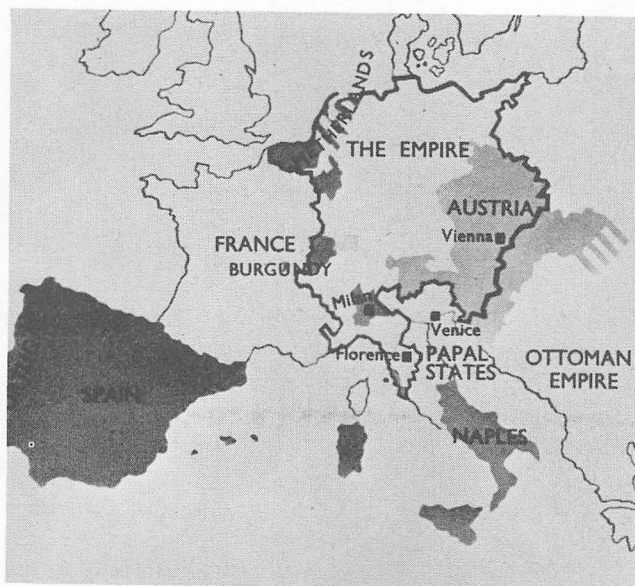 NETHERLANDS
THE EMPIRE
AUSTRIA
Vienna
FRANCE
BURGUNDY
Milan
Venice
Florence
PAPAL
STATES
OTTOMAN
EMPIRE
SPAIN
NAPLES